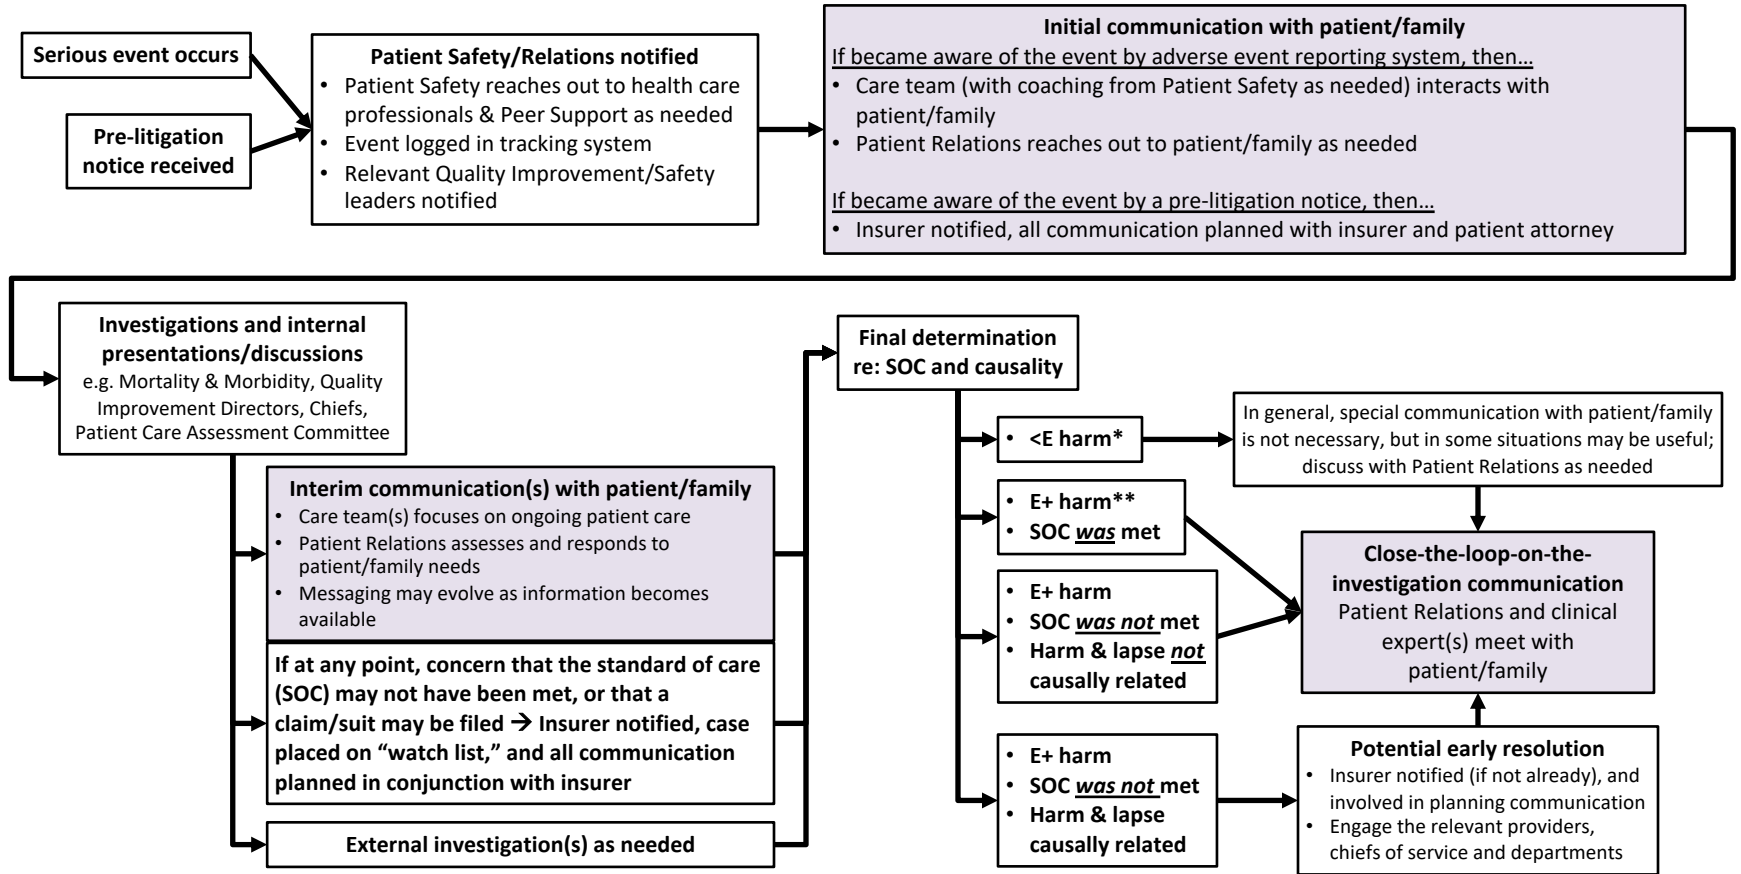 Serious event occurs
Pre-litigation
notice received
Patient Safety/Relations notified
• Patient Safety reaches out to health care
professionals & Peer Support as needed
• Event logged in tracking system
• Relevant Quality Improvement/Safety
leaders notified
Initial communication with patient/family
If became aware of the event by adverse event reporting system, then…
• Care team (with coaching from Patient Safety as needed) interacts with
patient/family
• Patient Relations reaches out to patient/family as needed
If became aware of the event by a pre-litigation notice, then…
• Insurer notified, all communication planned with insurer and patient attorney
Investigations and internal
presentations/discussions
e.g. Mortality & Morbidity, Quality
Improvement Directors, Chiefs,
Patient Care Assessment Committee
Interim communication(s) with patient/family
• Care team(s) focuses on ongoing patient care
• Patient Relations assesses and responds to
patient/family needs
• Messaging may evolve as information becomes
available
If at any point, concern that the standard of care
(SOC) may not have been met, or that a
claim/suit may be filed → Insurer notified, case
placed on “watch list,” and all communication
planned in conjunction with insurer
External investigation(s) as needed
Final determination
re: SOC and causality
• <E harm*
• E+ harm**
• SOC was met
• E+ harm
• SOC was not met
• Harm & lapse not
causally related
• E+ harm
• SOC was not met
• Harm & lapse
causally related
In general, special communication with patient/family
is not necessary, but in some situations may be useful;
discuss with Patient Relations as needed
Close-the-loop-on-the-
investigation communication
Patient Relations and clinical
expert(s) meet with
patient/family
Potential early resolution
• Insurer notified (if not already), and
involved in planning communication
• Engage the relevant providers,
chiefs of service and departments